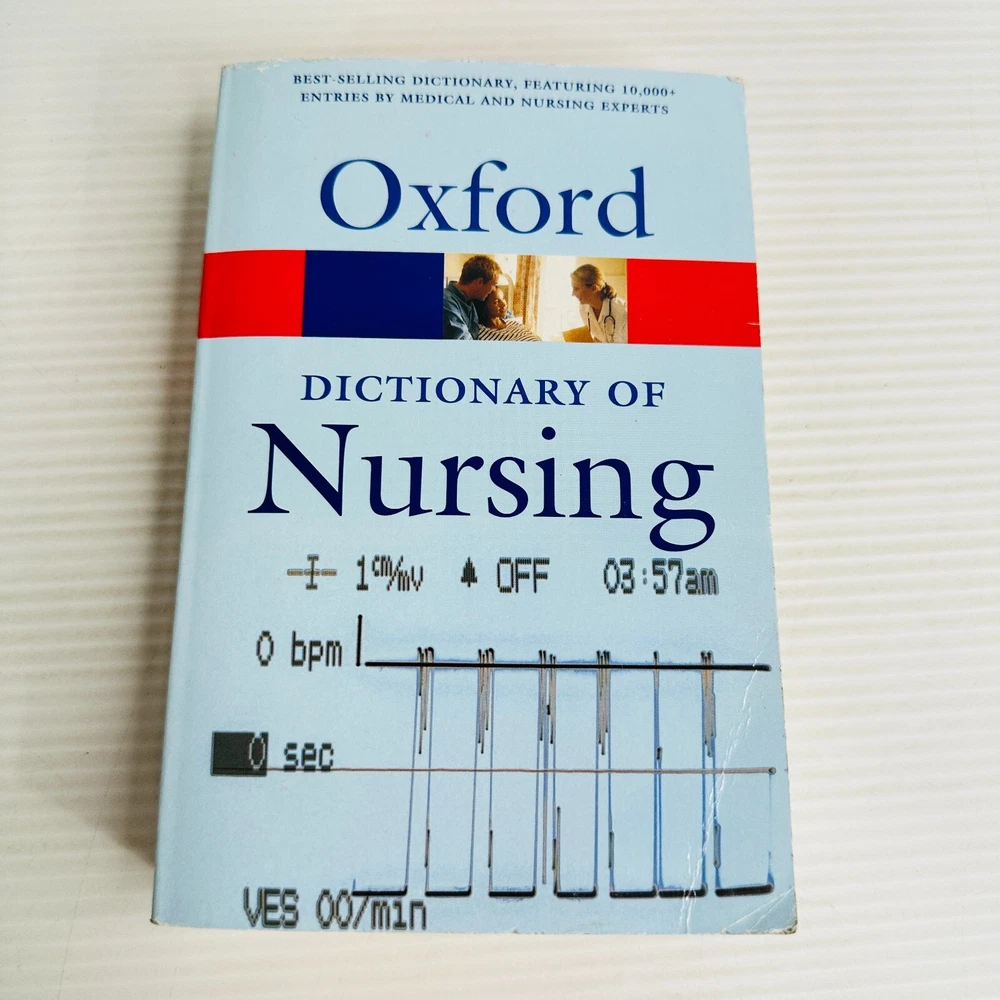 BEST-SELLING DICTIONARY, FEATURING 10,000+
ENTRIES BY MEDICAL AND NURSING EXPERTS
Oxford
DICTIONARY OF
Nursing
1cm/mv OFF 03:57am
0 bpm
0 sec
VES 007/min